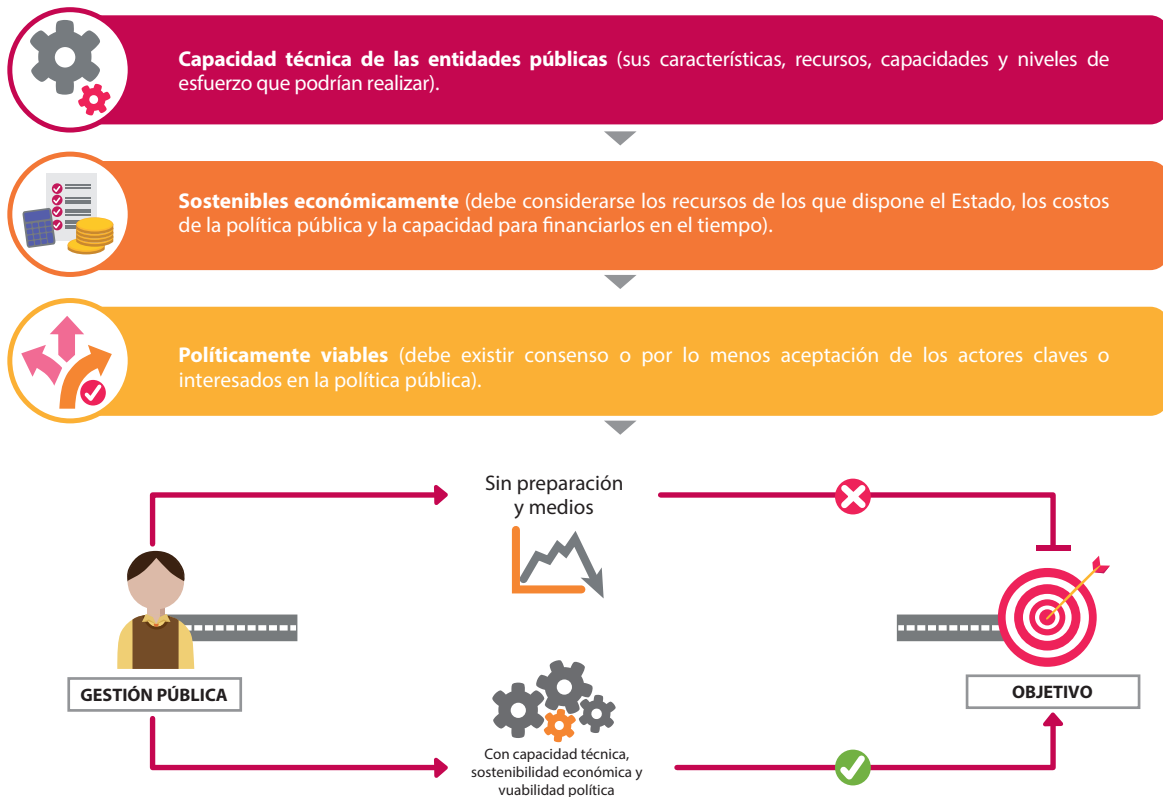 Capacidad técnica de las entidades públicas (sus características, recursos, capacidades y niveles de
esfuerzo que podrían realizar).
Sostenibles económicamente (debe considerarse los recursos de los que dispone el Estado, los costos
de la política pública y la capacidad para financiarlos en el tiempo).
Políticamente viables (debe existir consenso o por lo menos aceptación de los actores claves o
interesados en la política pública).
Sin preparación
y medios
GESTIÓN PÚBLICA
OBJETIVO
Con capacidad técnica,
sostenibilidad económica y
vuabilidad política